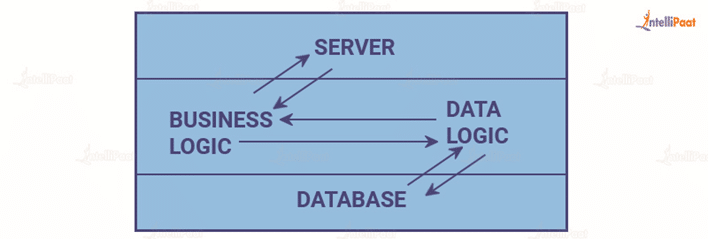 IntelliPaat
SERVER
BUSINESS
LOGIC
DATA
LOGIC
DATABASE